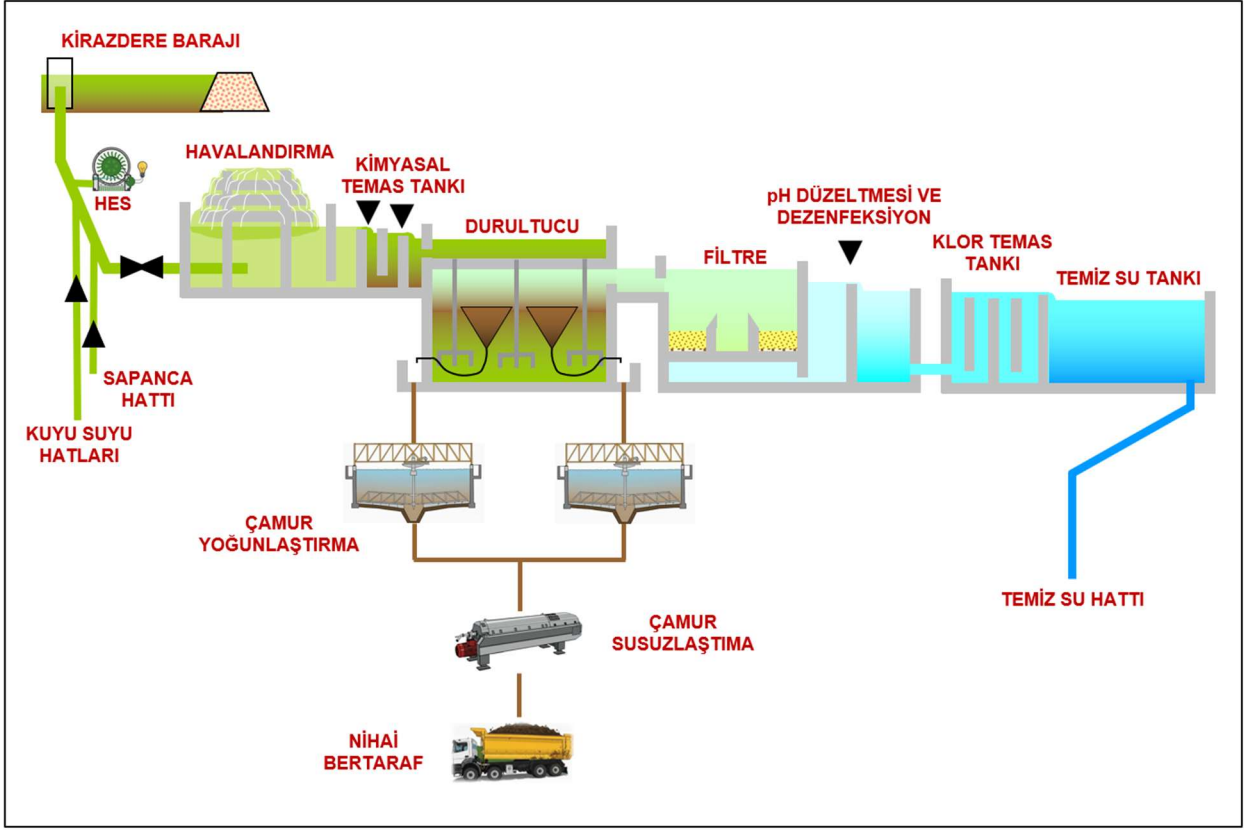 KİRAZDERE BARAJI
HES
HAVALANDIRMA
KİMYASAL
TEMAS TANKI
DURULTUCU
FİLTRE
pH DÜZELTMESİ VE
DEZENFEKSİYON
KLOR TEMAS
TANKI
TEMİZ SU TANKI
SAPANCA
HATTI
KUYU SUYU
HATLARI
ÇAMUR
YOĞUNLAŞTIRMA
ÇAMUR
SUSUZLAŞTIMA
NİHAİ
BERTARAF
TEMİZ SU HATTI